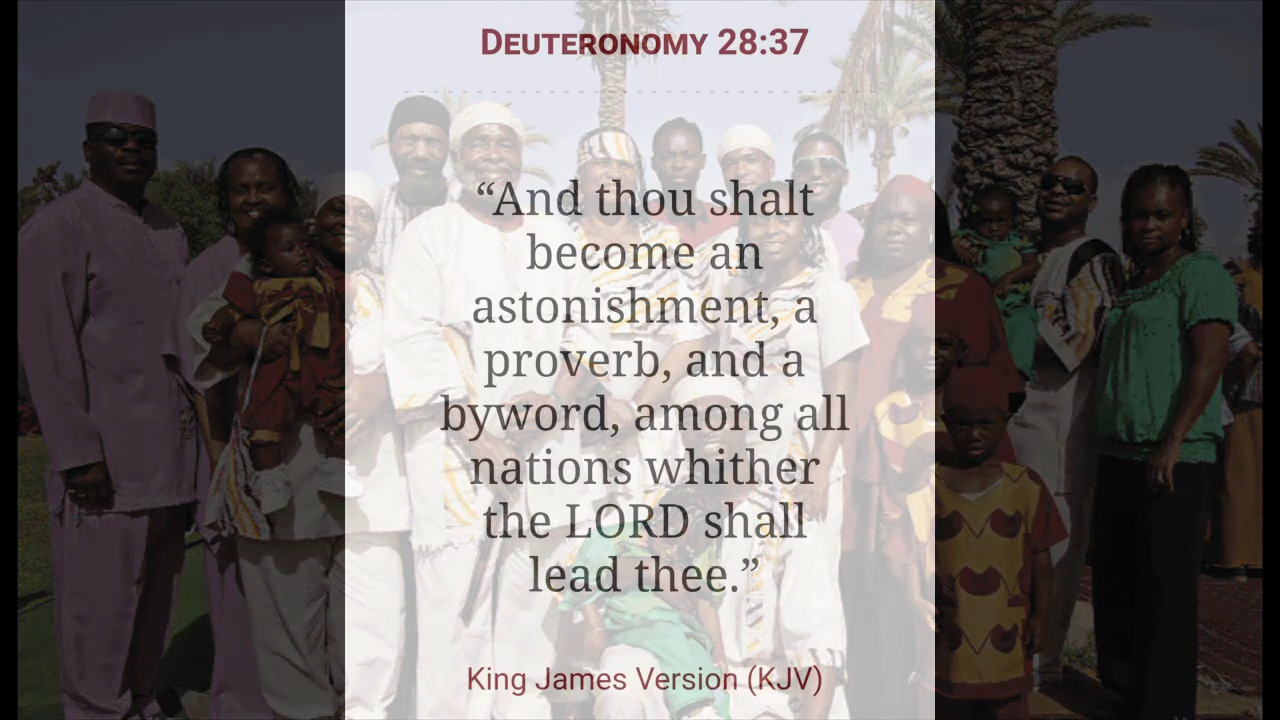 DEUTERONOMY 28:37
“And thou shalt
become an
astonishment, a
proverb, and a
byword, among all
nations whither
the LORD shall
lead thee.”
King James Version (KJV)